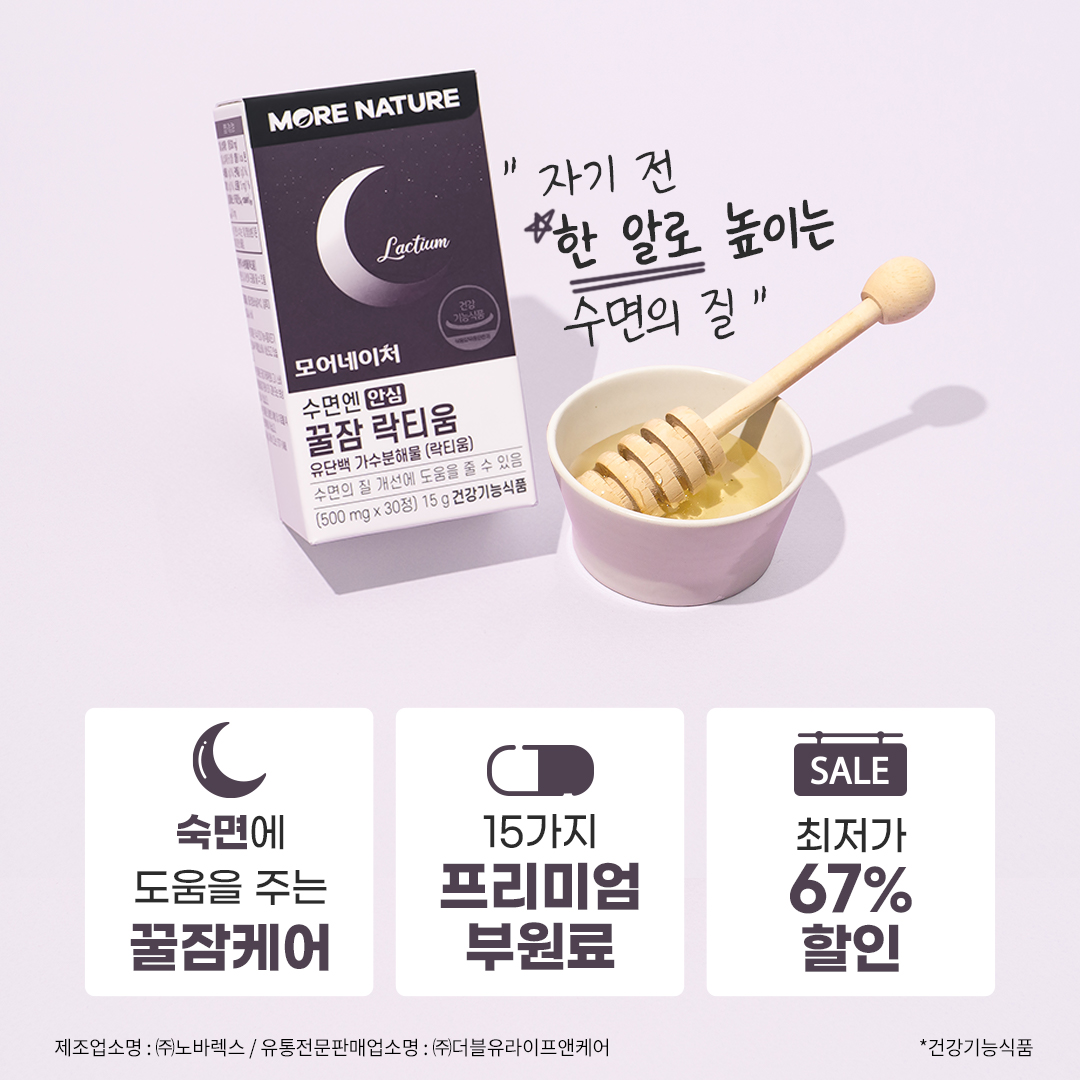 MORE NATURE
Lactium
건강
기능식품
모어네이처
수면엔 안심
꿀잠 락티움
유단백 가수분해물 (락티움)
수면의 질 개선에 도움을 줄 수 있음
(500 mg x 30정) 15 g 건강기능식품
" 자기 전
한 알로 높이는
수면의 질 "
숙면에
도움을 주는
꿀잠케어
15가지
프리미엄
부원료
SALE
최저가
67%
할인
제조업소명 : ㈜노바렉스 / 유통전문판매업소명 : ㈜더블유라이프앤케어
*건강기능식품